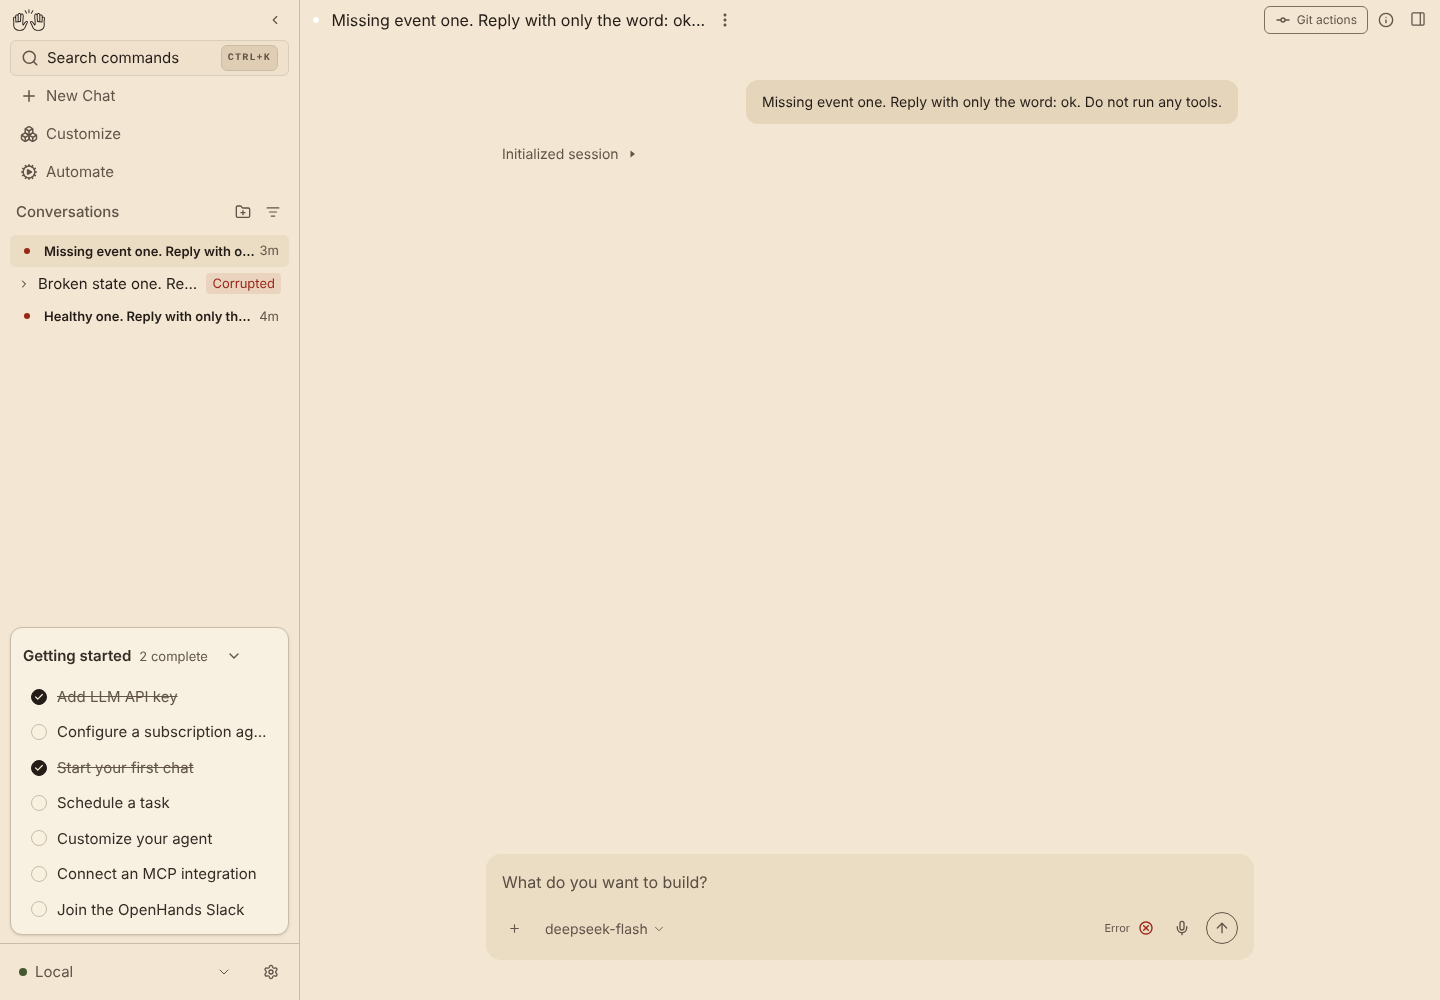 Search commands
CTRL+K
New Chat
Customize
Automate
Conversations
Missing event one. Reply with o... 3m
Broken state one. Re... Corrupted
Healthy one. Reply with only th... 4m
Getting started 2 complete
Add LLM API key
Configure a subscription ag...
Start your first chat
Schedule a task
Customize your agent
Connect an MCP integration
Join the OpenHands Slack
Local
Missing event one. Reply with only the word: ok...
Git actions
Missing event one. Reply with only the word: ok. Do not run any tools.
Initialized session
What do you want to build?
deepseek-flash
Error